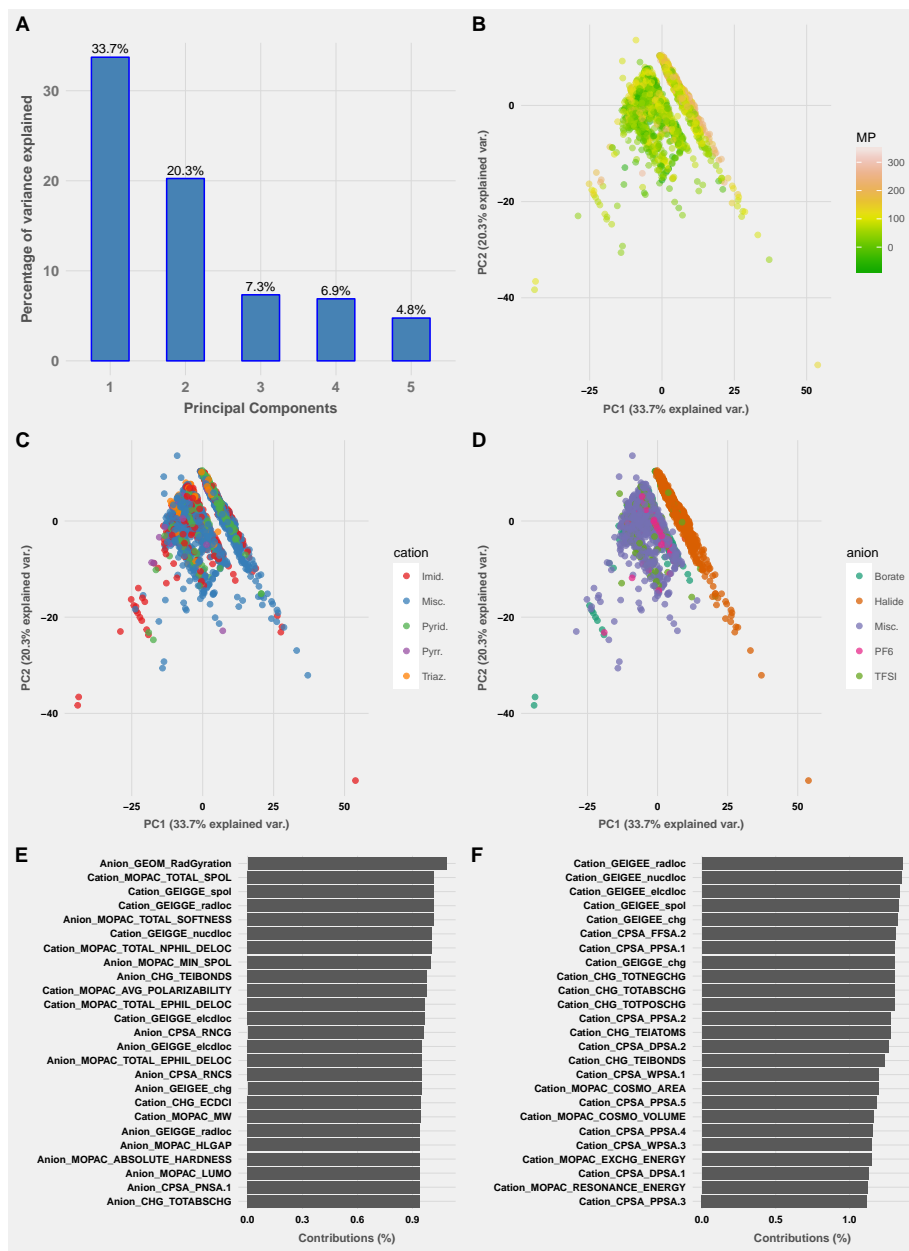 A
33.7%
20.3%
7.3%
6.9%
4.8%
30
20
10
0
1 2 3 4 5
Percentage of variance explained
Principal Components
B
0
−20
−40
−25 0 25 50
PC2 (20.3% explained var.)
PC1 (33.7% explained var.)
MP
300
200
100
0
C
0
−20
−40
−25 0 25 50
PC2 (20.3% explained var.)
PC1 (33.7% explained var.)
cation
Imid.
Misc.
Pyrid.
Pyrr.
Triaz.
D
0
−20
−40
−25 0 25 50
PC2 (20.3% explained var.)
PC1 (33.7% explained var.)
anion
Borate
Halide
Misc.
PF6
TFSI
E
Anion_GEOM_RadGyration
Cation_MOPAC_TOTAL_SPOL
Cation_GEIGGE_spol
Cation_GEIGGE_radloc
Anion_MOPAC_TOTAL_SOFTNESS
Cation_GEIGGE_nucdloc
Cation_MOPAC_TOTAL_NPHIL_DELOC
Anion_MOPAC_MIN_SPOL
Anion_CHG_TEIBONDS
Cation_MOPAC_AVG_POLARIZABILITY
Cation_MOPAC_TOTAL_EPHIL_DELOC
Cation_GEIGGE_elcdloc
Anion_CPSA_RNCG
Anion_GEIGGE_elcdloc
Anion_MOPAC_TOTAL_EPHIL_DELOC
Anion_CPSA_RNCS
Anion_GEIGEE_chg
Cation_CHG_ECDCI
Cation_MOPAC_MW
Anion_GEIGGE_radloc
Anion_MOPAC_HLGAP
Anion_MOPAC_ABSOLUTE_HARDNESS
Anion_MOPAC_LUMO
Anion_CPSA_PNSA.1
Anion_CHG_TOTABSCHG
0.0 0.3 0.6 0.9
Contributions (%)
F
Cation_GEIGEE_radloc
Cation_GEIGEE_nucdloc
Cation_GEIGEE_elcdloc
Cation_GEIGEE_spol
Cation_GEIGEE_chg
Cation_CPSA_FFSA.2
Cation_CPSA_PPSA.1
Cation_GEIGGE_chg
Cation_CHG_TOTNEGCHG
Cation_CHG_TOTABSCHG
Cation_CHG_TOTPOSCHG
Cation_CPSA_PPSA.2
Cation_CHG_TEIATOMS
Cation_CPSA_DPSA.2
Cation_CHG_TEIBONDS
Cation_CPSA_WPSA.1
Cation_MOPAC_COSMO_AREA
Cation_CPSA_PPSA.5
Cation_MOPAC_COSMO_VOLUME
Cation_CPSA_PPSA.4
Cation_CPSA_WPSA.3
Cation_MOPAC_EXCHG_ENERGY
Cation_CPSA_DPSA.1
Cation_MOPAC_RESONANCE_ENERGY
Cation_CPSA_PPSA.3
0.0 0.5 1.0
Contributions (%)